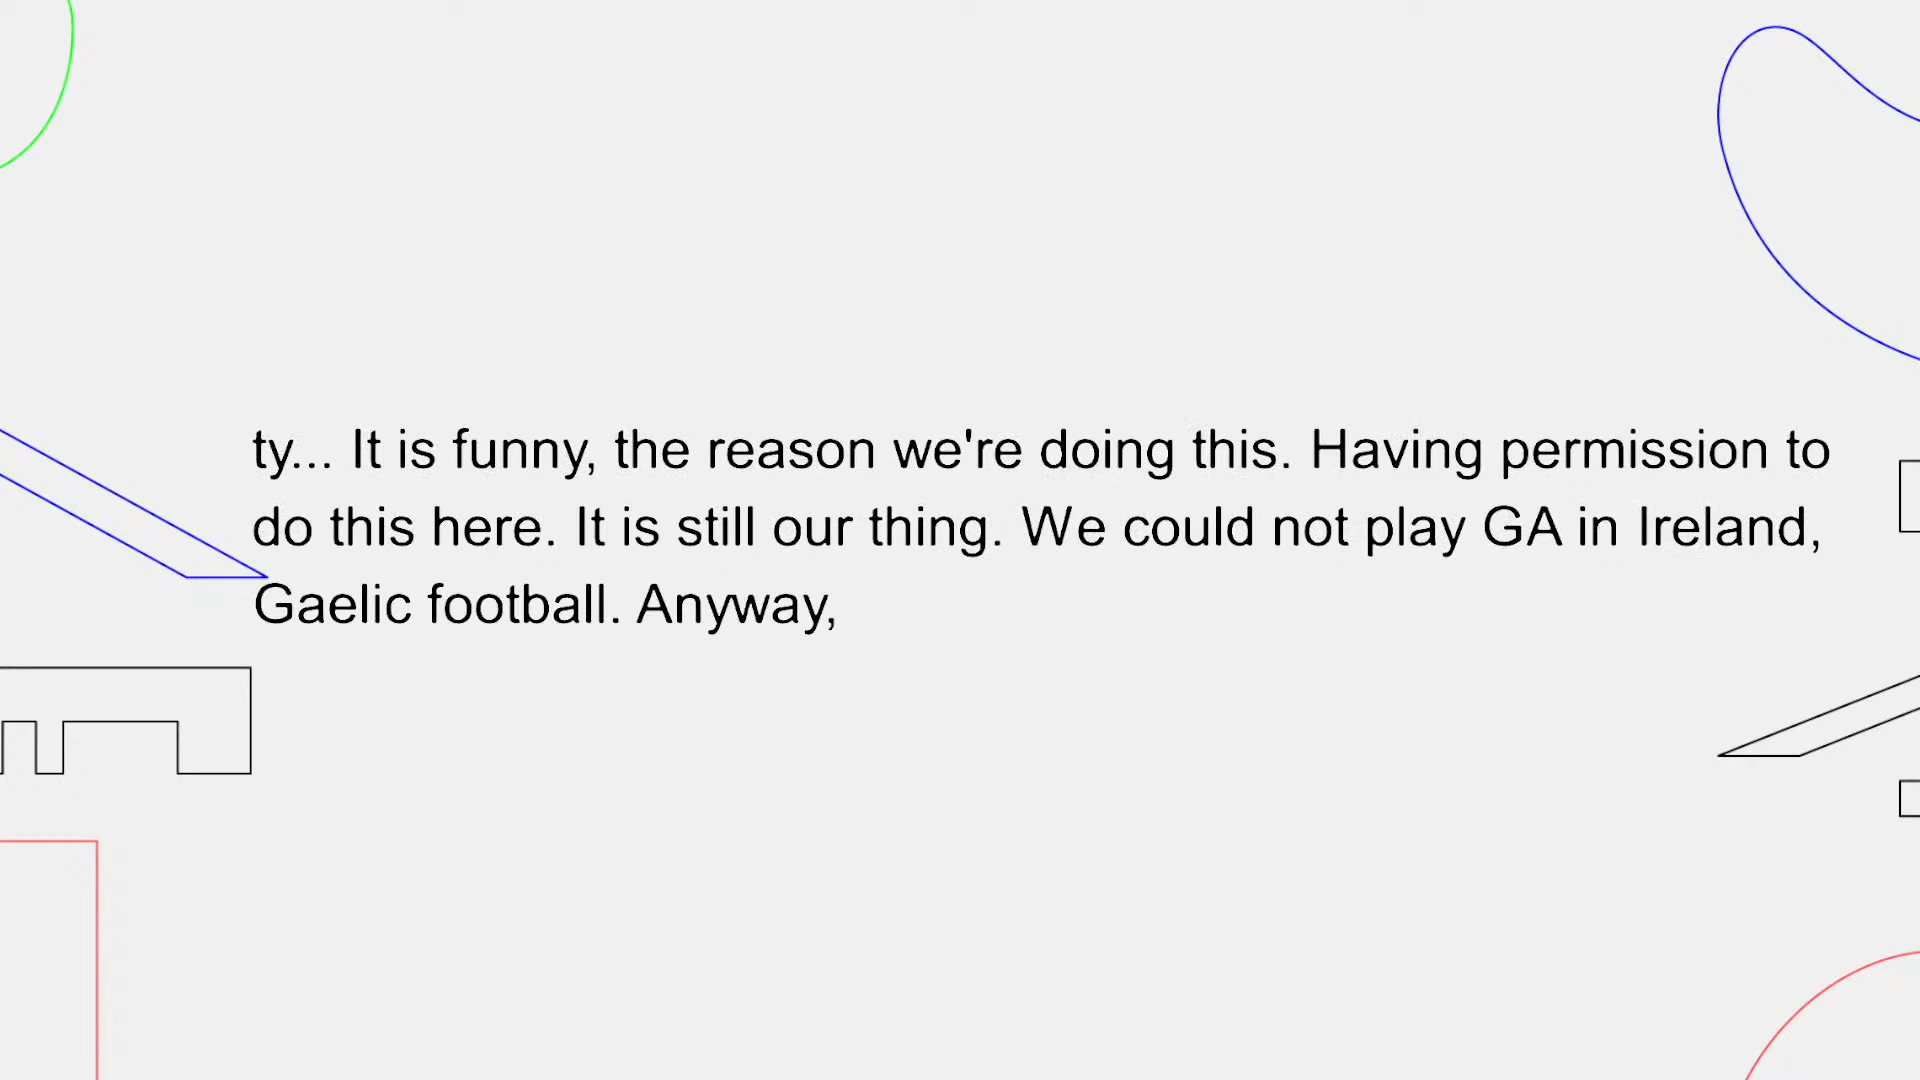 ty... It is funny, the reason we're doing this. Having permission to
do this here. It is still our thing. We could not play GA in Ireland,
Gaelic football. Anyway,